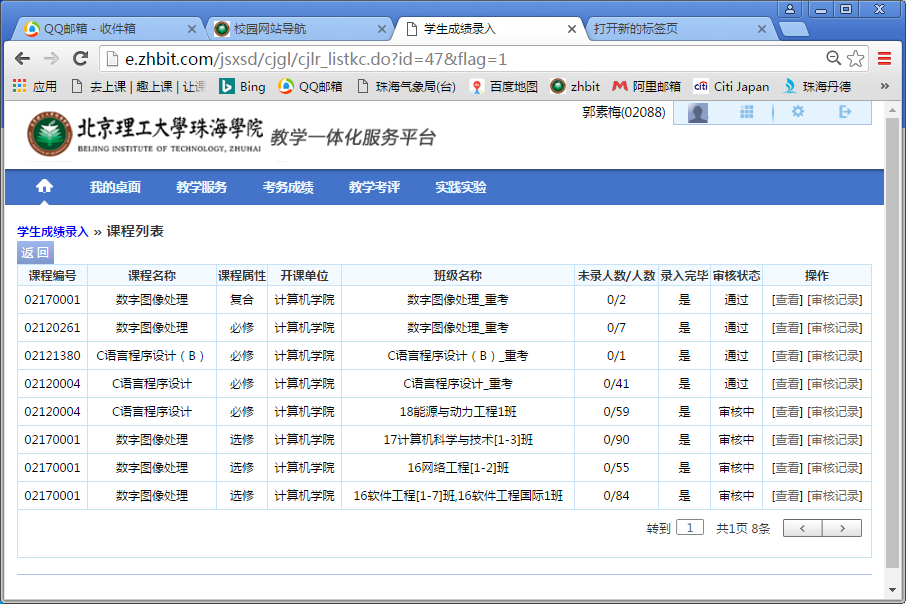 QQ邮箱 - 收件箱 校园网站导航 学生成绩录入 打开新的标签页
e.zhbit.com/jsxsd/cjgl/cjlr_listkc.do?id=47&flag=1
应用 去上课 | 趣上课 | 让课 Bing QQ邮箱 珠海气象局(台) 百度地图 zhbit 阿里邮箱 citi Citi Japan 珠海丹德 »
郭素梅(02088)
北京理工大學珠海學院
BEIJING INSTITUTE OF TECHNOLOGY, ZHUHAI
教学一体化服务平台
我的桌面 教学服务 考务成绩 教学考评 实践实验
学生成绩录入 » 课程列表
返 回
课程编号 课程名称 课程属性 开课单位 班级名称 未录人数/人数 录入完毕 审核状态 操作
02170001 数字图像处理 复合 计算机学院 数字图像处理_重考 0/2 是 通过 [查看] [审核记录]
02120261 数字图像处理 必修 计算机学院 数字图像处理_重考 0/7 是 通过 [查看] [审核记录]
02121380 C语言程序设计（B） 必修 计算机学院 C语言程序设计（B）_重考 0/1 是 通过 [查看] [审核记录]
02120004 C语言程序设计 必修 计算机学院 C语言程序设计_重考 0/41 是 通过 [查看] [审核记录]
02120004 C语言程序设计 必修 计算机学院 18能源与动力工程1班 0/59 是 审核中 [查看] [审核记录]
02170001 数字图像处理 选修 计算机学院 17计算机科学与技术[1-3]班 0/90 是 审核中 [查看] [审核记录]
02170001 数字图像处理 选修 计算机学院 16网络工程[1-2]班 0/55 是 审核中 [查看] [审核记录]
02170001 数字图像处理 选修 计算机学院 16软件工程[1-7]班,16软件工程国际1班 0/84 是 审核中 [查看] [审核记录]
转到 1 共1页 8条 < >